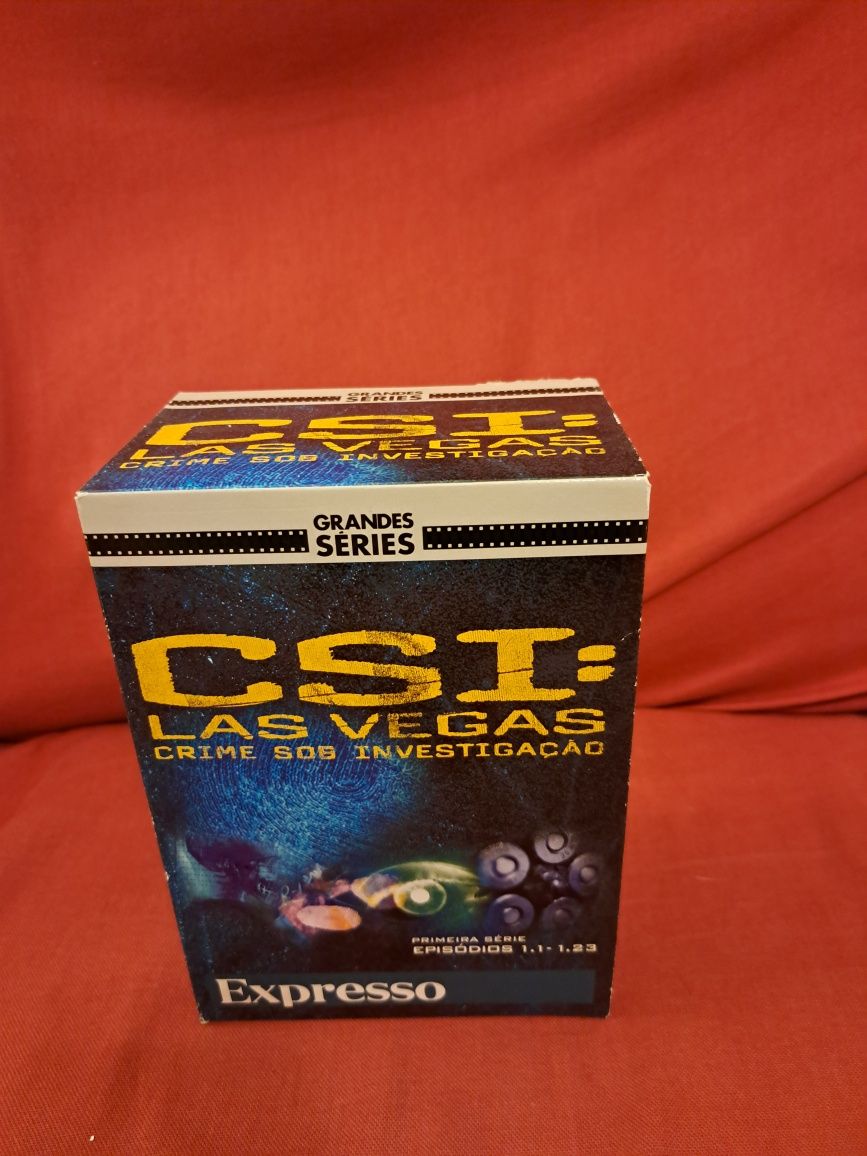 GRANDES
SÉRIES
CSI:
LAS VEGAS
CRIME SOB INVESTIGAÇÃO
GRANDES
SÉRIES
CSI:
LAS VEGAS
CRIME SOB INVESTIGAÇÃO
PRIMEIRA SÉRIE
EPISÓDIOS 1.1 - 1.23
Expresso